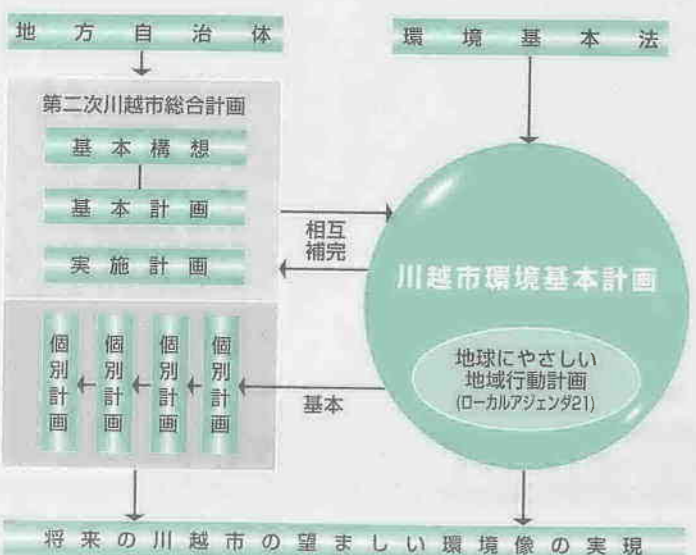 地方自治体
環境基本法
第二次川越市総合計画
基本構想
基本計画
実施計画
相互
補完
川越市環境基本計画
地球にやさしい
地域行動計画
(ローカルアジェンダ21)
個別計画
個別計画
個別計画
個別計画
基本
将来の川越市の望ましい環境像の実現